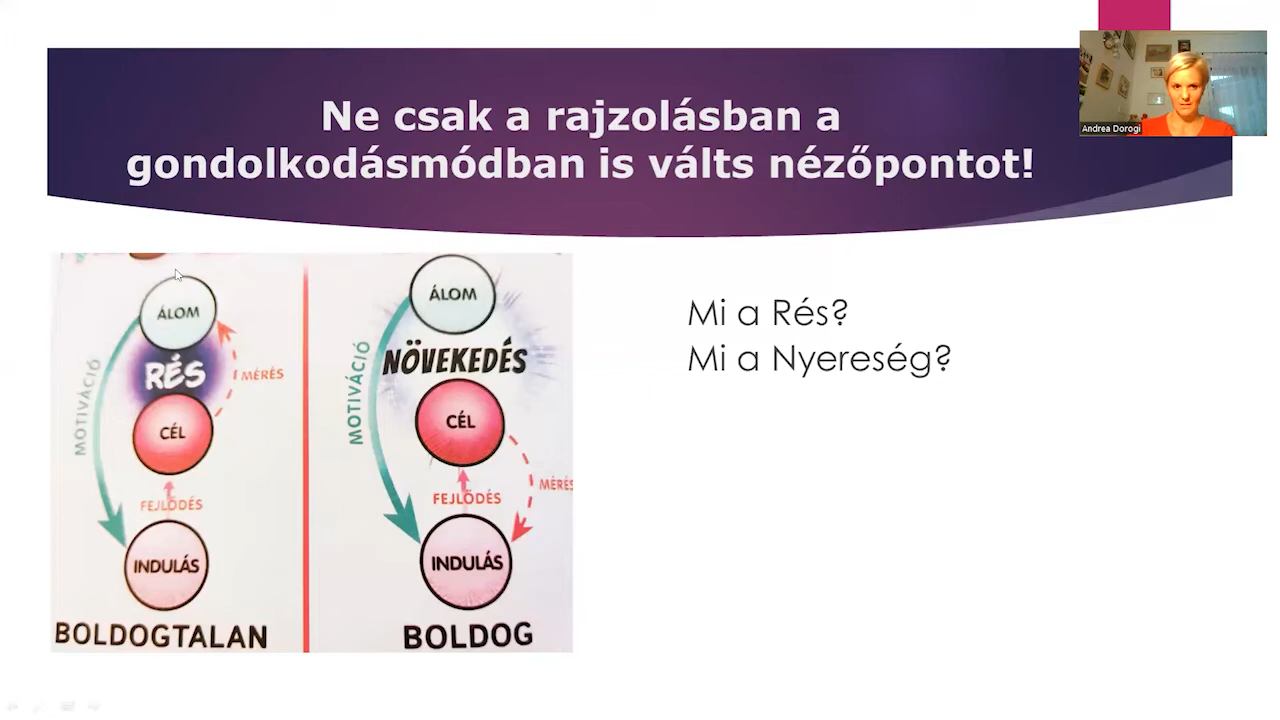 Ne csak a rajzolásban a
gondolkodásmódban is válts nézőpontot!
Andrea Dorogi
ÁLOM
RÉS
MÉRÉS
MOTIVÁCIÓ
CÉL
FEJLŐDÉS
INDULÁS
BOLDOGTALAN
ÁLOM
NÖVEKEDÉS
MOTIVÁCIÓ
CÉL
MÉRÉS
FEJLŐDÉS
INDULÁS
BOLDOG
Mi a Rés?
Mi a Nyereség?